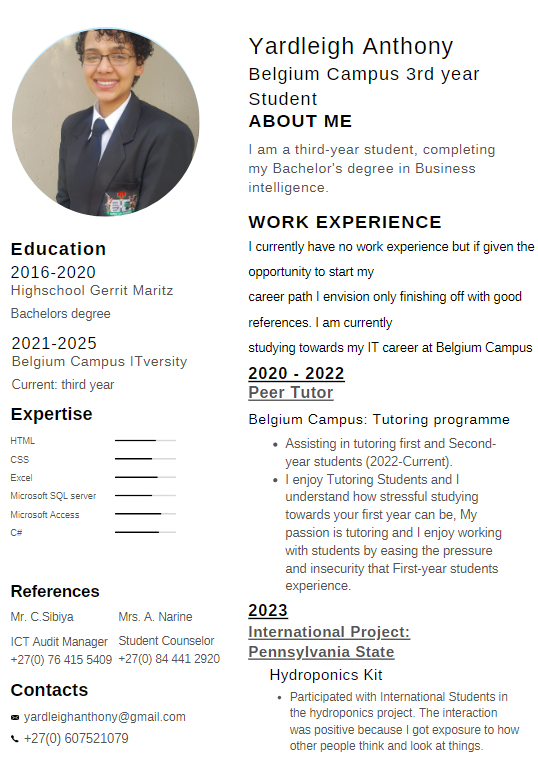 Yardleigh Anthony
Belgium Campus 3rd year
Student
ABOUT ME
I am a third-year student, completing
my Bachelor's degree in Business
intelligence.
WORK EXPERIENCE
I currently have no work experience but if given the
opportunity to start my
career path I envision only finishing off with good
references. I am currently
studying towards my IT career at Belgium Campus
2020 - 2022
Peer Tutor
Belgium Campus: Tutoring programme
• Assisting in tutoring first and Second-
year students (2022-Current).
• I enjoy Tutoring Students and I
understand how stressful studying
towards your first year can be, My
passion is tutoring and I enjoy working
with students by easing the pressure
and insecurity that First-year students
experience.
2023
International Project:
Pennsylvania State
Hydroponics Kit
• Participated with International Students in
the hydroponics project. The interaction
was positive because I got exposure to how
other people think and look at things.
Education
2016-2020
Highschool Gerrit Maritz
Bachelors degree
2021-2025
Belgium Campus ITversity
Current: third year
Expertise
HTML
CSS
Excel
Microsoft SQL server
Microsoft Access
C#
References
Mr. C.Sibiya
ICT Audit Manager
+27(0) 76 415 5409
Mrs. A. Narine
Student Counselor
+27(0) 84 441 2920
Contacts
yardleighanthony@gmail.com
+27(0) 607521079